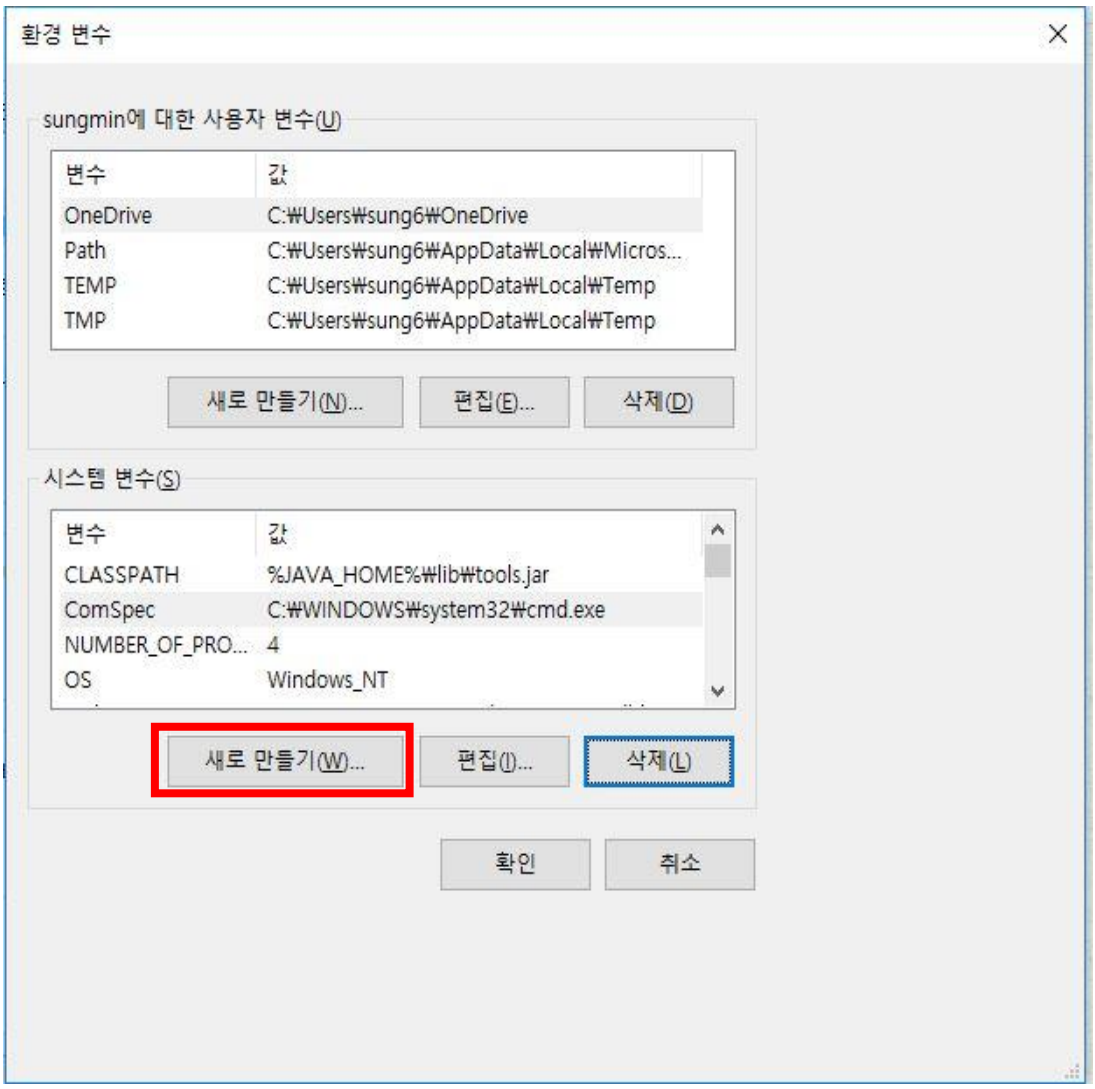 환경 변수
sungmin에 대한 사용자 변수(U)
변수 값
OneDrive C:₩Users₩sung6₩OneDrive
Path C:₩Users₩sung6₩AppData₩Local₩Micros...
TEMP C:₩Users₩sung6₩AppData₩Local₩Temp
TMP C:₩Users₩sung6₩AppData₩Local₩Temp
새로 만들기(N)... 편집(E)... 삭제(D)
시스템 변수(S)
변수 값
CLASSPATH %JAVA_HOME%₩lib₩tools.jar
ComSpec C:₩WINDOWS₩system32₩cmd.exe
NUMBER_OF_PRO... 4
OS Windows_NT
새로 만들기(W)... 편집(I)... 삭제(L)
확인 취소